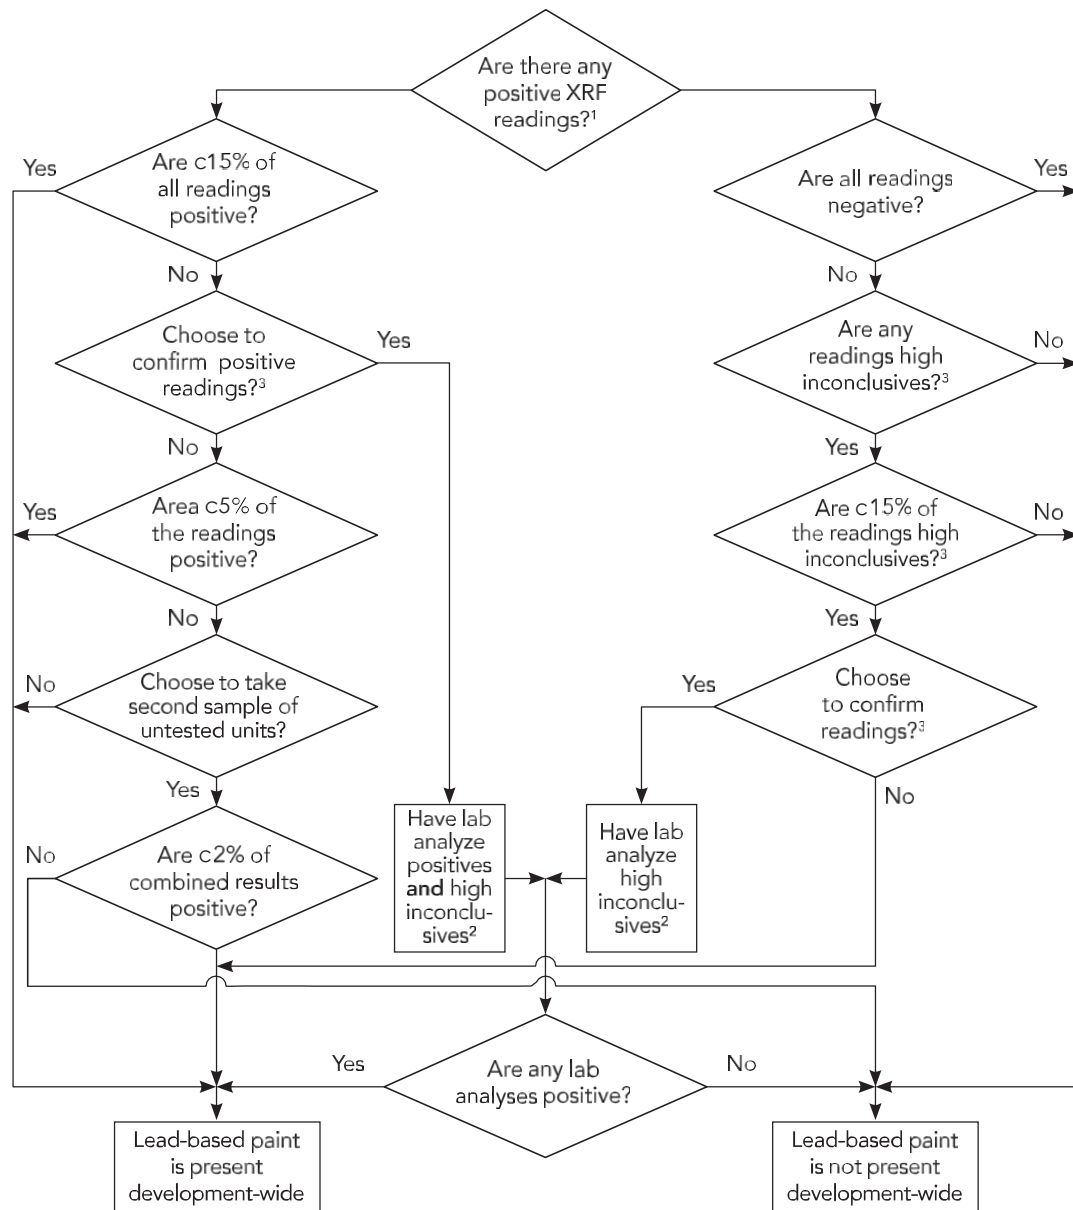 Are there any
positive XRF
readings?¹
Yes
Are c15% of
all readings
positive?
Are all readings
negative?
Yes
No
No
Choose to
confirm positive
readings?³
Yes
Are any
readings high
inconclusives?³
No
No
Yes
Yes
Area c5% of
the readings
positive?
Are c15% of
the readings high
inconclusives?³
No
No
Yes
No
Choose to take
second sample of
untested units?
Yes
Choose
to confirm
readings?³
Yes
No
No
Are c2% of
combined results
positive?
Have lab
analyze
positives
and high
inconclu-
sives²
Have lab
analyze
high
inconclu-
sives²
Yes
Are any lab
analyses positive?
No
Lead-based paint
is present
development-wide
Lead-based paint
is not present
development-wide